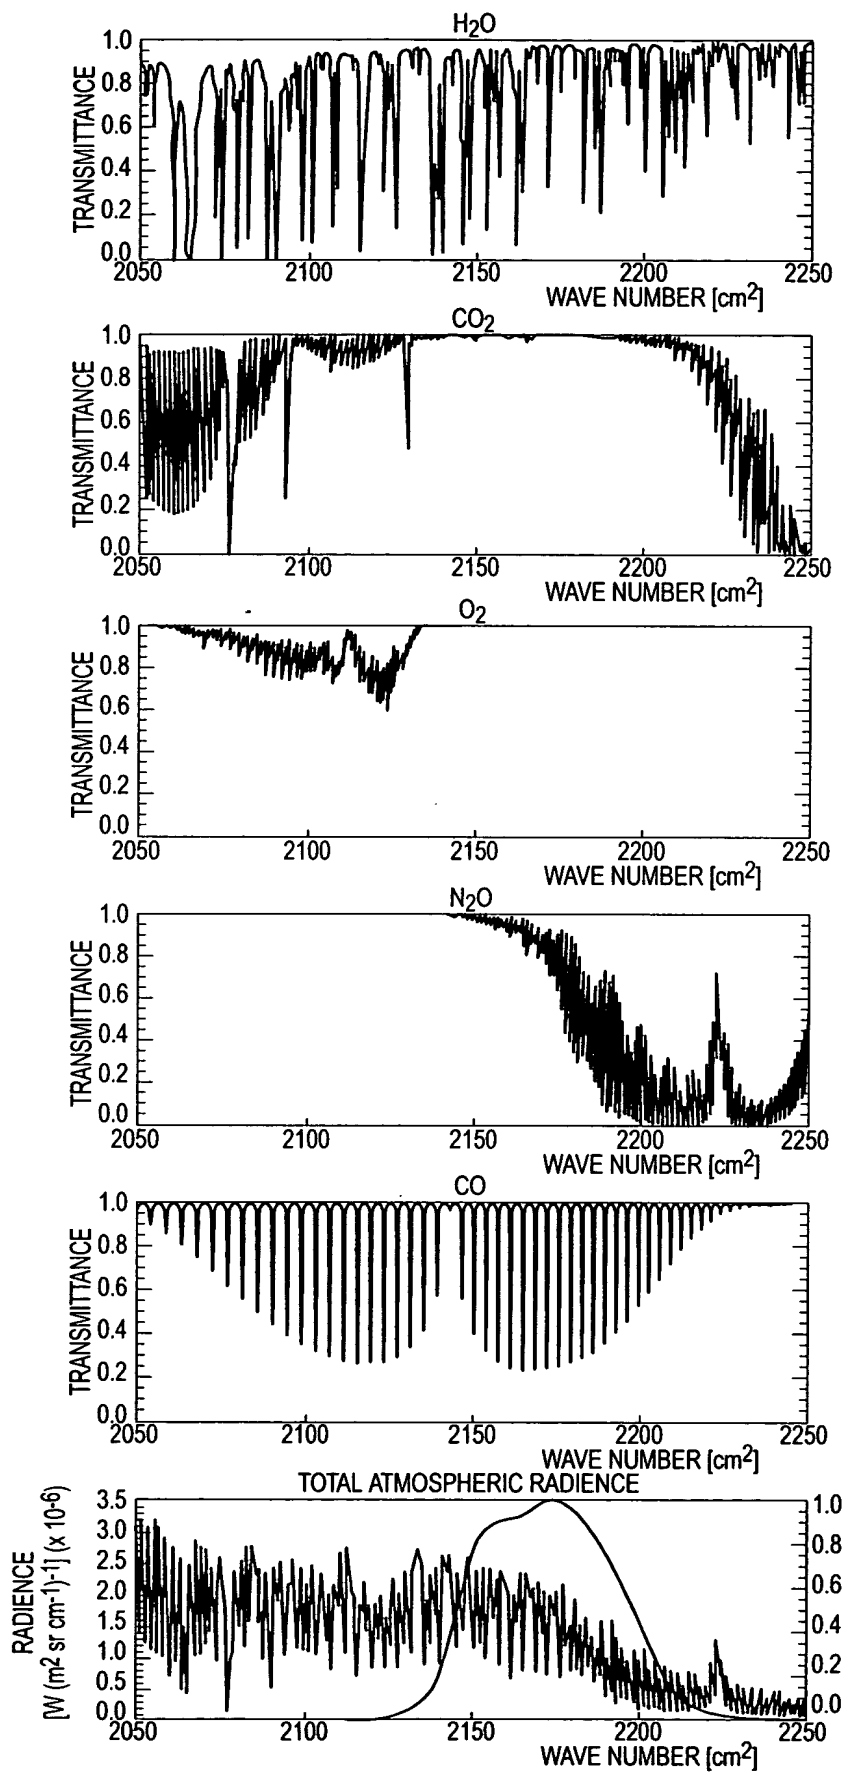 H2O
TRANSMITTANCE
1.0
0.8
0.6
0.4
0.2
0.0
2050 2100 2150 2200 2250
WAVE NUMBER [cm2]
CO2
TRANSMITTANCE
1.0
0.8
0.6
0.4
0.2
0.0
2050 2100 2150 2200 2250
WAVE NUMBER [cm2]
O2
TRANSMITTANCE
1.0
0.8
0.6
0.4
0.2
0.0
2050 2100 2150 2200 2250
WAVE NUMBER [cm2]
N2O
TRANSMITTANCE
1.0
0.8
0.6
0.4
0.2
0.0
2050 2100 2150 2200 2250
WAVE NUMBER [cm2]
CO
TRANSMITTANCE
1.0
0.8
0.6
0.4
0.2
0.0
2050 2100 2150 2200 2250
WAVE NUMBER [cm2]
TOTAL ATMOSPHERIC RADIENCE
RADIENCE
[W (m2 sr cm-1)-1] (x 10-6)
3.5
3.0
2.5
2.0
1.5
1.0
0.5
0.0
1.0
0.8
0.6
0.4
0.2
0.0
2050 2100 2150 2200 2250
WAVE NUMBER [cm2]